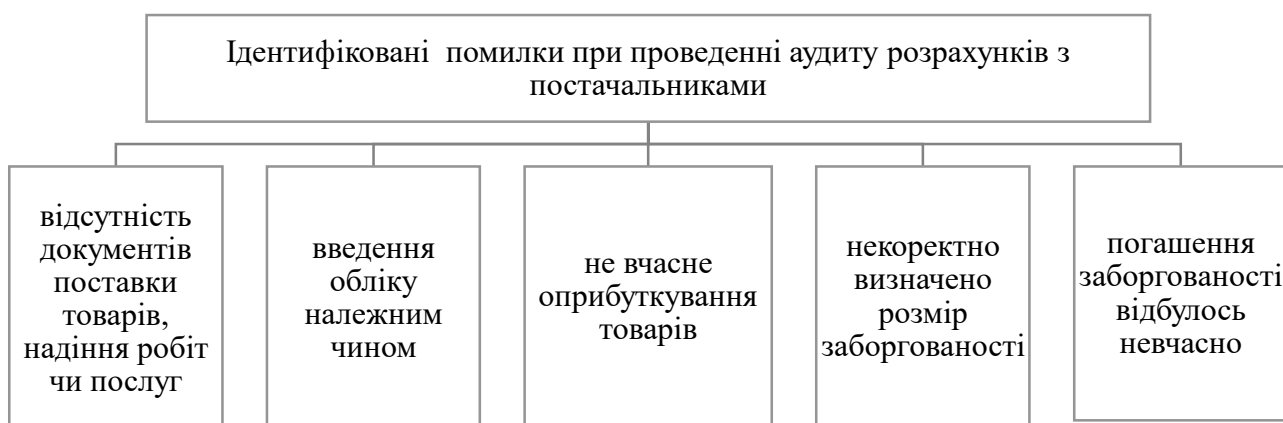 Ідентифіковані помилки при проведенні аудиту розрахунків з
постачальниками
відсутність
документів
поставки
товарів,
надіння робіт
чи послуг
введення
обліку
належним
чином
не вчасне
оприбуткування
товарів
некоректно
визначено
розмір
заборгованості
погашення
заборгованості
відбулось
невчасно